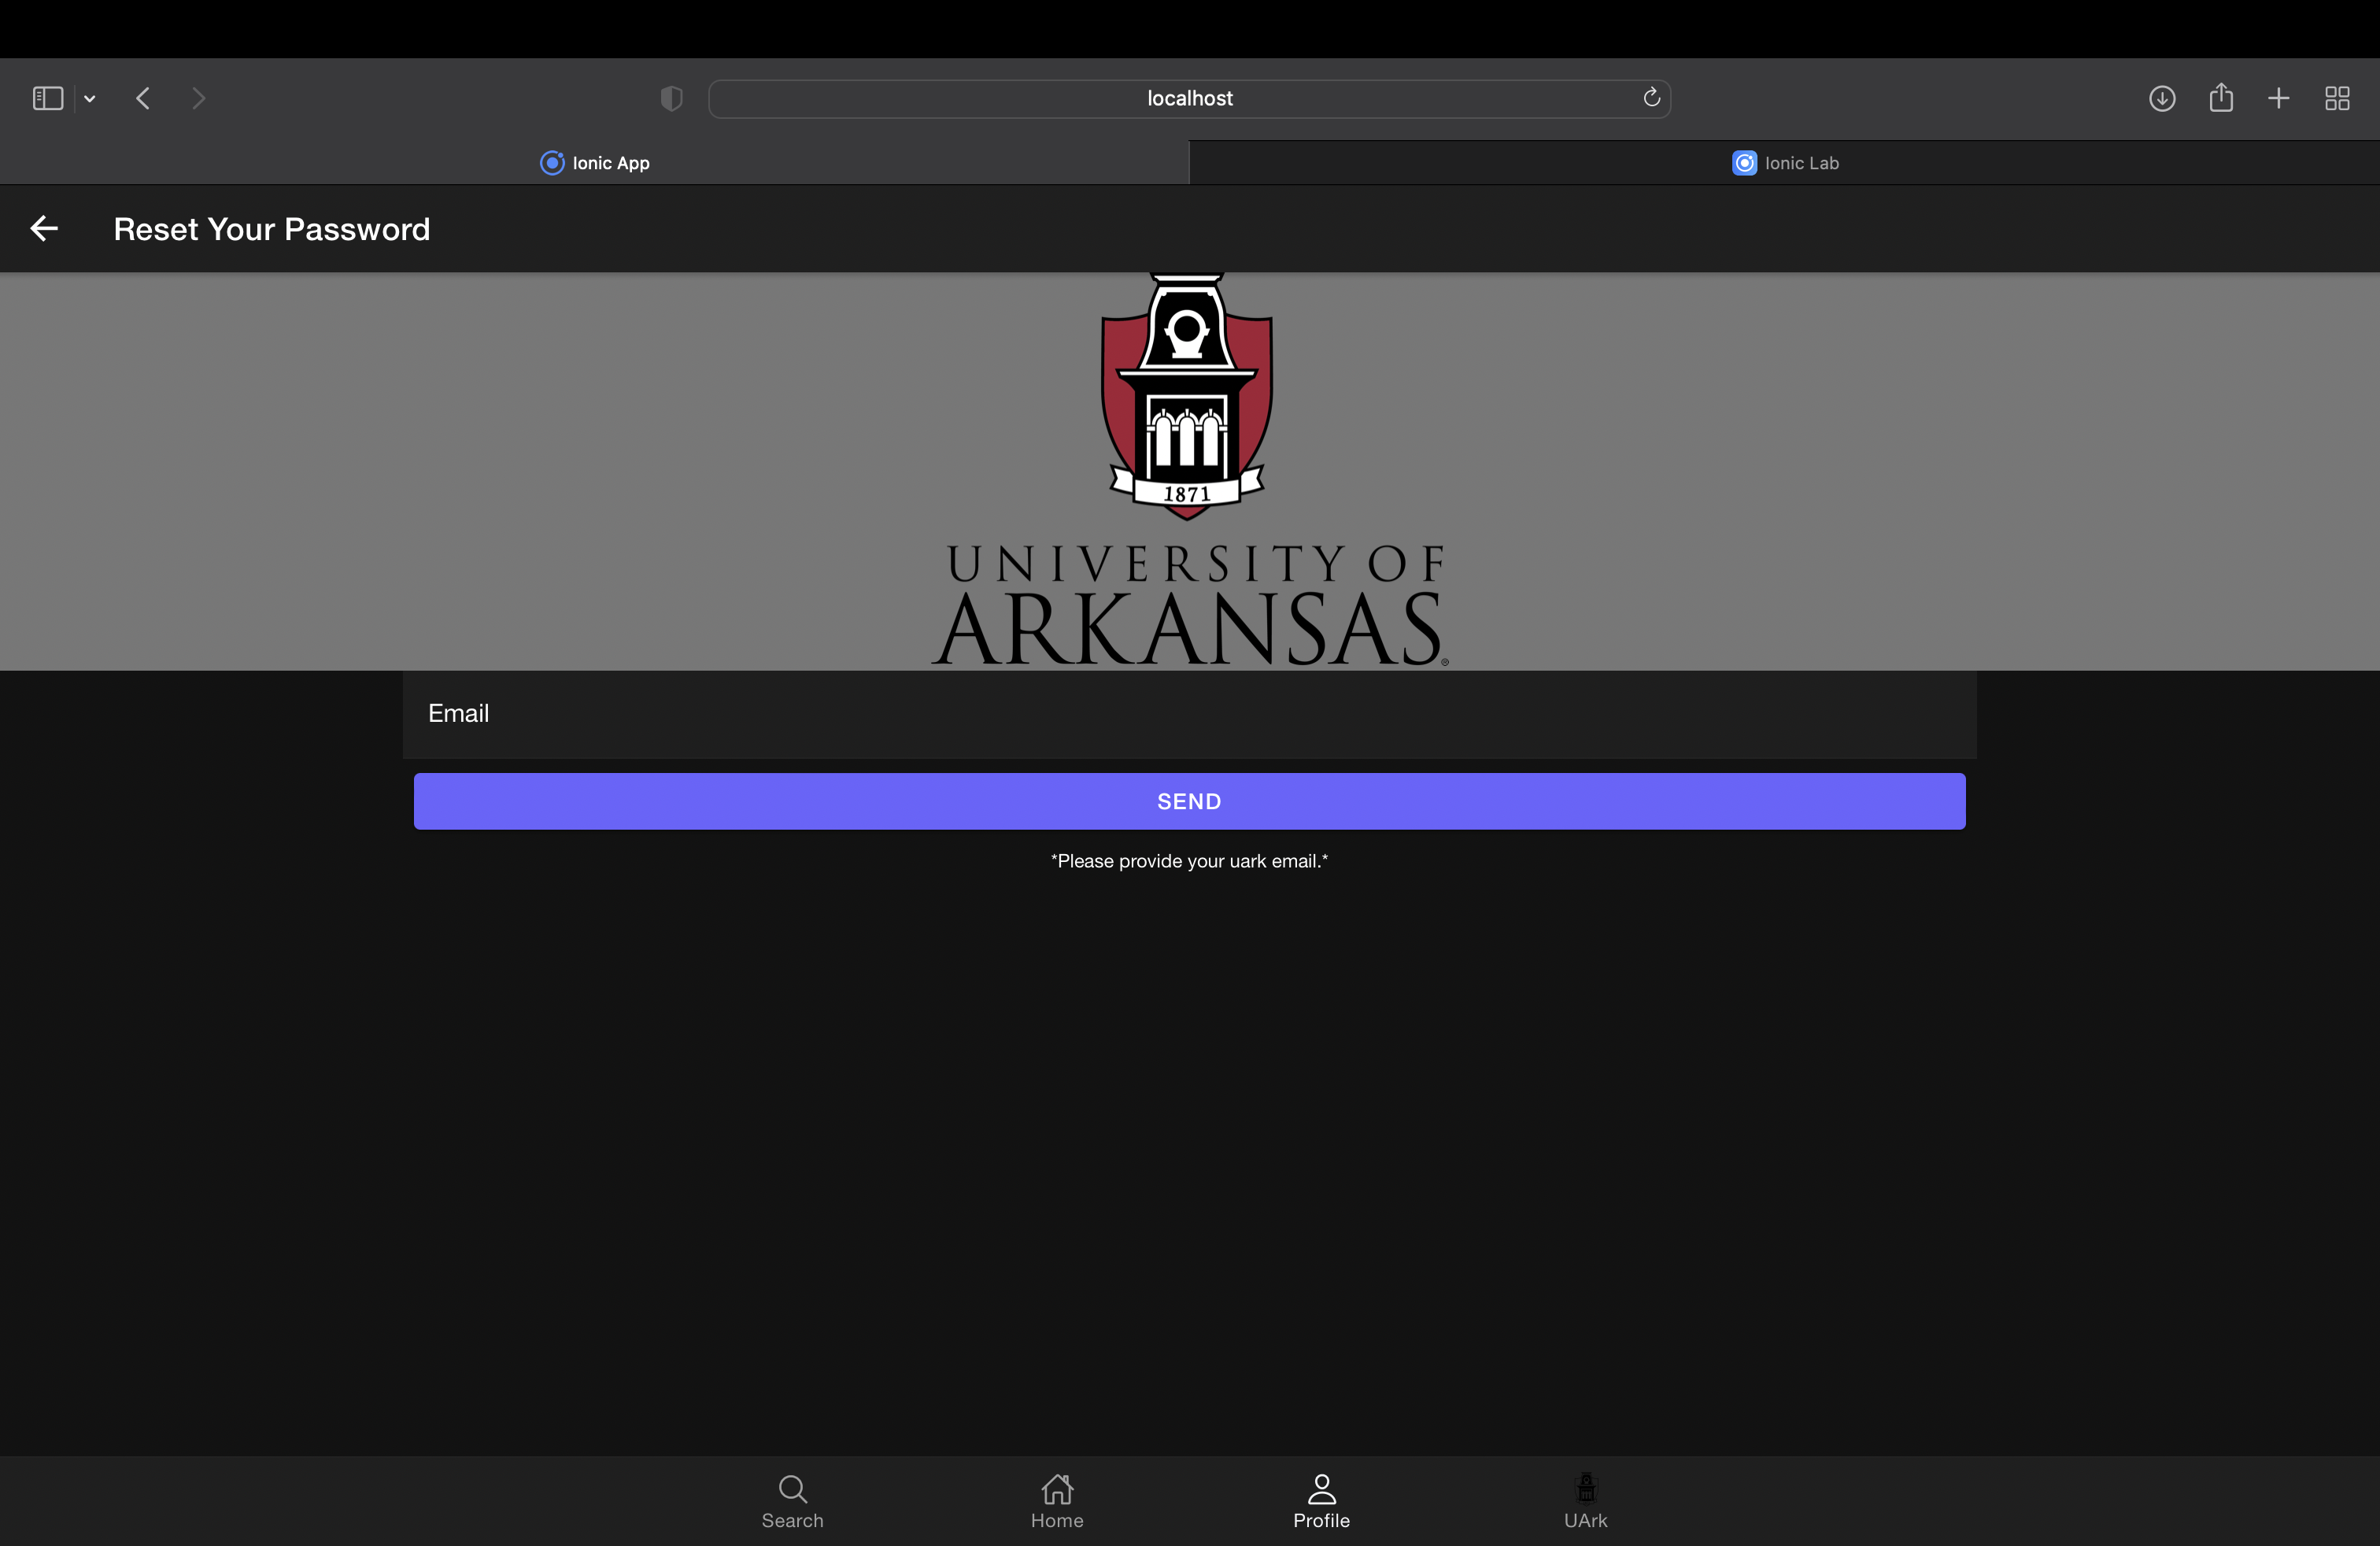 localhost
Ionic App
Ionic Lab
Reset Your Password
1871
UNIVERSITY OF
ARKANSAS®
Email
SEND
*Please provide your uark email.*
Search
Home
Profile
UArk